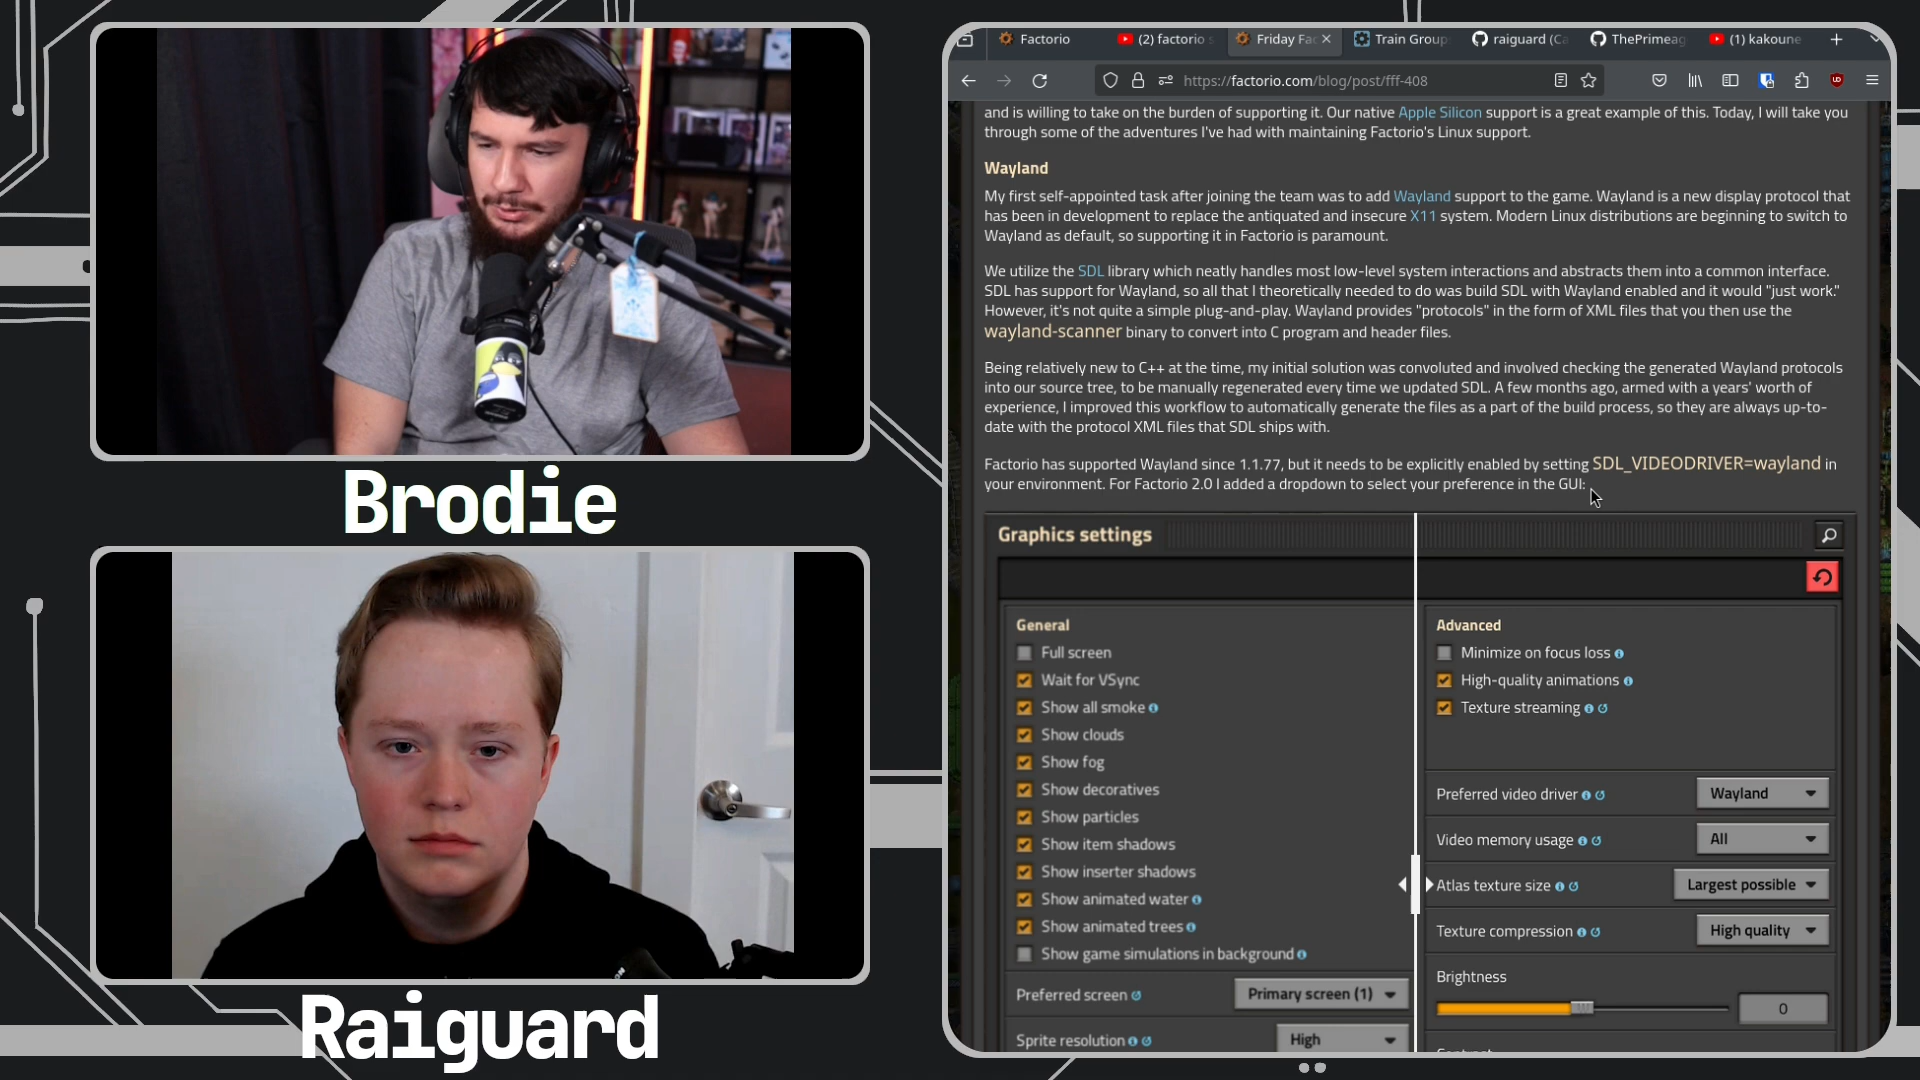 Brodie
Raiguard
Factorio
(2) factorio s
Friday Fac
Train Group
raiguard (Ca
ThePrimeag
(1) kakoune
https://factorio.com/blog/post/fff-408
and is willing to take on the burden of supporting it. Our native Apple Silicon support is a great example of this. Today, I will take you
through some of the adventures I've had with maintaining Factorio's Linux support.
Wayland
My first self-appointed task after joining the team was to add Wayland support to the game. Wayland is a new display protocol that
has been in development to replace the antiquated and insecure X11 system. Modern Linux distributions are beginning to switch to
Wayland as default, so supporting it in Factorio is paramount.
We utilize the SDL library which neatly handles most low-level system interactions and abstracts them into a common interface.
SDL has support for Wayland, so all that I theoretically needed to do was build SDL with Wayland enabled and it would "just work."
However, it's not quite a simple plug-and-play. Wayland provides "protocols" in the form of XML files that you then use the
wayland-scanner binary to convert into C program and header files.
Being relatively new to C++ at the time, my initial solution was convoluted and involved checking the generated Wayland protocols
into our source tree, to be manually regenerated every time we updated SDL. A few months ago, armed with a years' worth of
experience, I improved this workflow to automatically generate the files as a part of the build process, so they are always up-to-
date with the protocol XML files that SDL ships with.
Factorio has supported Wayland since 1.1.77, but it needs to be explicitly enabled by setting SDL_VIDEODRIVER=wayland in
your environment. For Factorio 2.0 I added a dropdown to select your preference in the GUI:
Graphics settings
General
Full screen
Wait for VSync
Show all smoke
Show clouds
Show fog
Show decoratives
Show particles
Show item shadows
Show inserter shadows
Show animated water
Show animated trees
Show game simulations in background
Preferred screen Primary screen (1)
Sprite resolution High
Advanced
Minimize on focus loss
High-quality animations
Texture streaming
Preferred video driver Wayland
Video memory usage All
Atlas texture size Largest possible
Texture compression High quality
Brightness
0